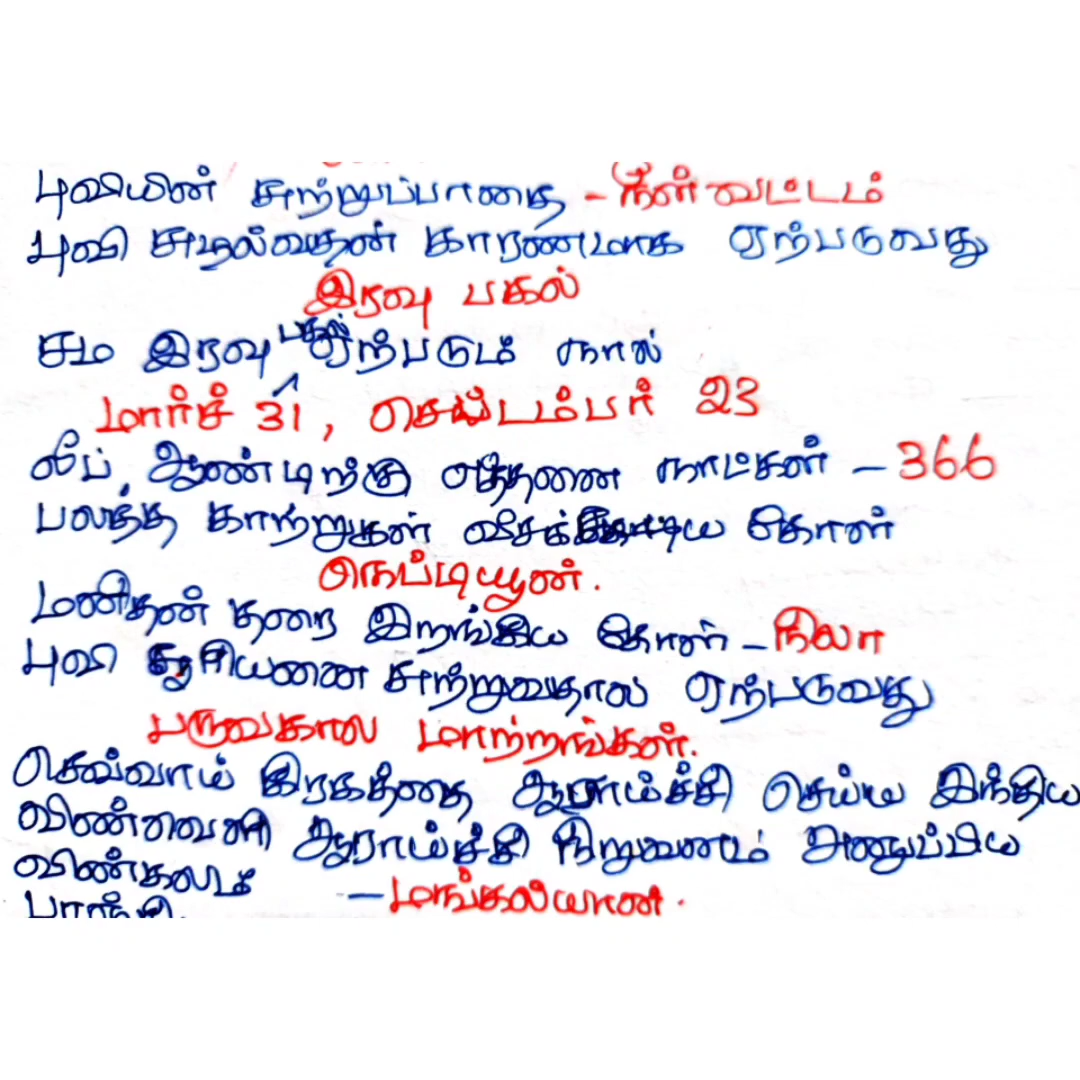 புவியின் சுற்றுப்பாதை - நீள் வட்டம்
புவி சுழல்வதன் காரணமாக ஏற்படுவது
இரவு பகல்
சம இரவு பகல் ஏற்படும் நாள்
மார்ச் 31, செப்டம்பர் 23
லீப் ஆண்டிற்கு எத்தனை நாட்கள் - 366
பலத்த காற்றுகள் வீசக்கூடிய கோள்
நெப்டியூன்.
மனிதன் தரை இறங்கிய கோள் - நிலா
புவி சூரியனை சுற்றுவதால் ஏற்படுவது
பருவகால மாற்றங்கள்.
செவ்வாய் கிரகத்தை ஆராய்ச்சி செய்ய இந்திய
விண்வெளி ஆராய்ச்சி நிறுவனம் அனுப்பிய
விண்கலம் - மங்கல்யான்.